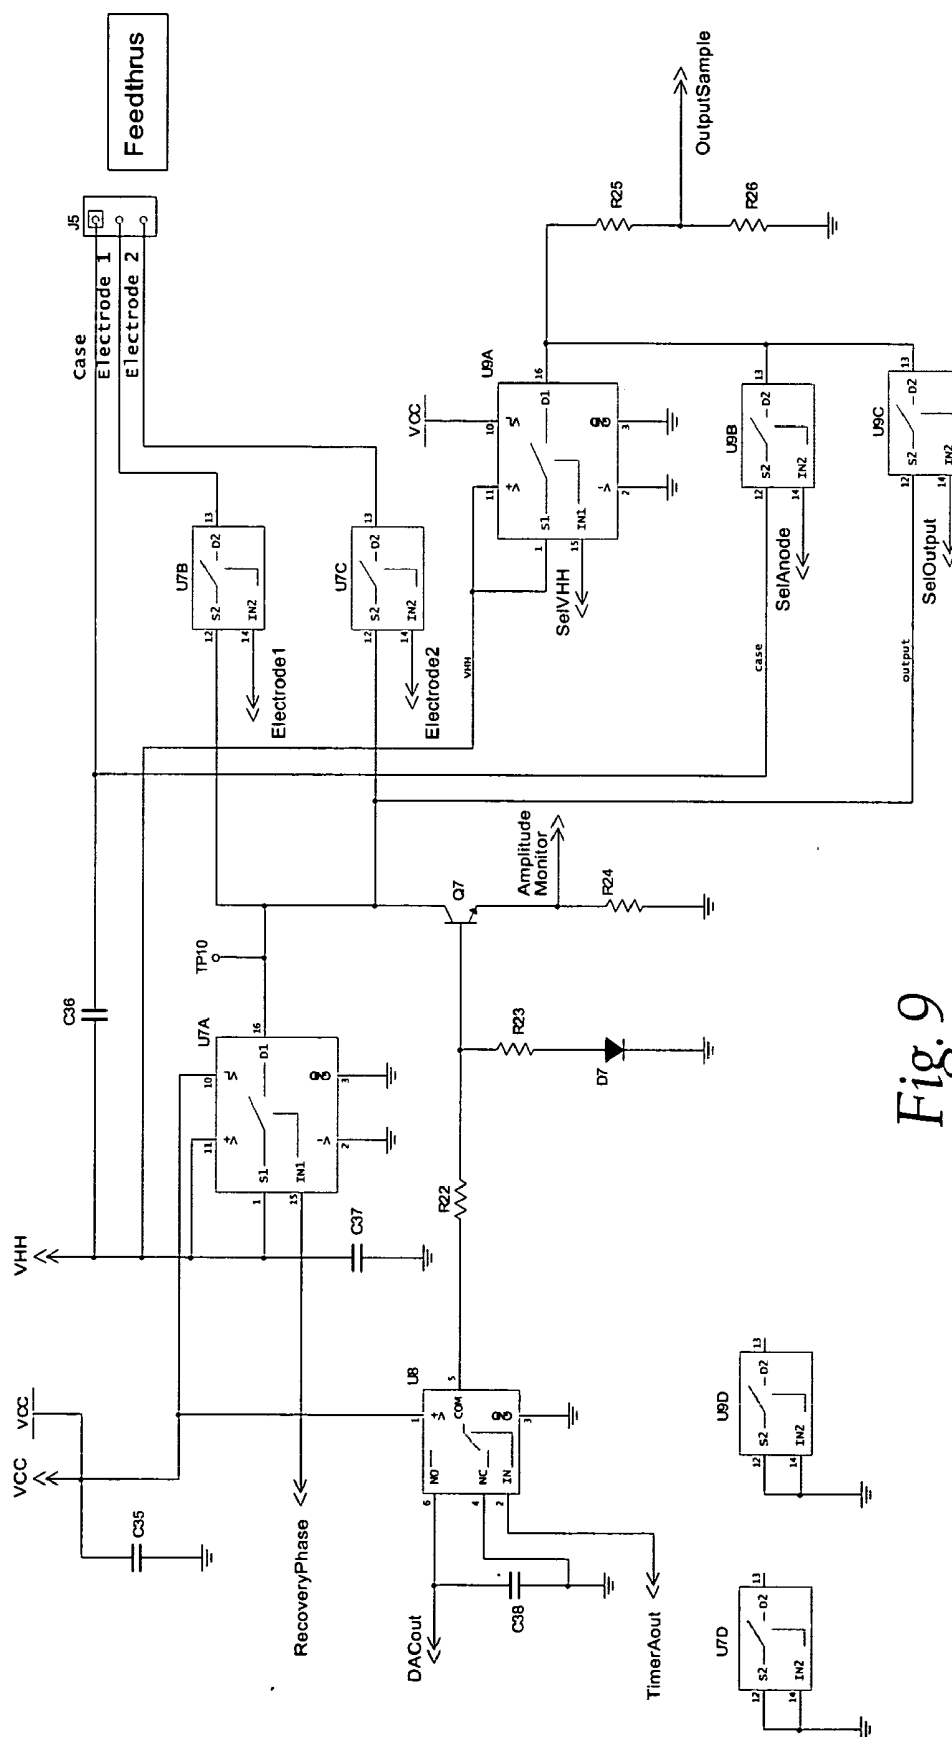 Feedthrus
J5
Case
Electrode 1
Electrode 2
OutputSample
R25
R26
U9A
VCC
10
VL
16
D1
11
V+
GND
3
S1
1
IN1
15
V-
2
SelVHH
VHH
U9B
13
D2
S2
12
IN2
14
SelAnode
case
U9C
13
D2
S2
12
IN2
14
SelOutput
output
U7B
13
D2
S2
12
IN2
14
Electrode1
U7C
13
D2
S2
12
IN2
14
Electrode2
C36
TP10
U7A
10
VL
16
D1
11
V+
GND
3
S1
1
IN1
15
V-
2
Q7
Amplitude
Monitor
R24
R23
D7
R22
VHH
C37
VCC
VCC
C35
RecoveryPhase
U8
5
COM
1
V+
GND
3
NO
6
NC
4
IN
2
DACout
C38
TimerAout
U9D
13
D2
S2
12
IN2
14
U7D
13
D2
S2
12
IN2
14
Fig. 9